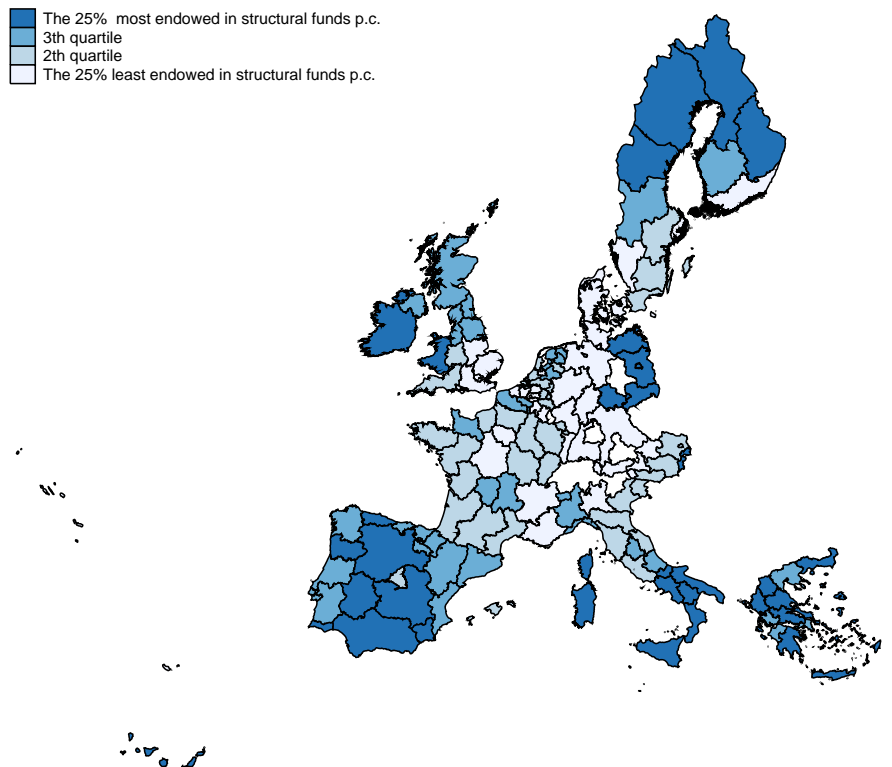 The 25%  most endowed in structural funds p.c.
3th quartile
2th quartile
The 25% least endowed in structural funds p.c.